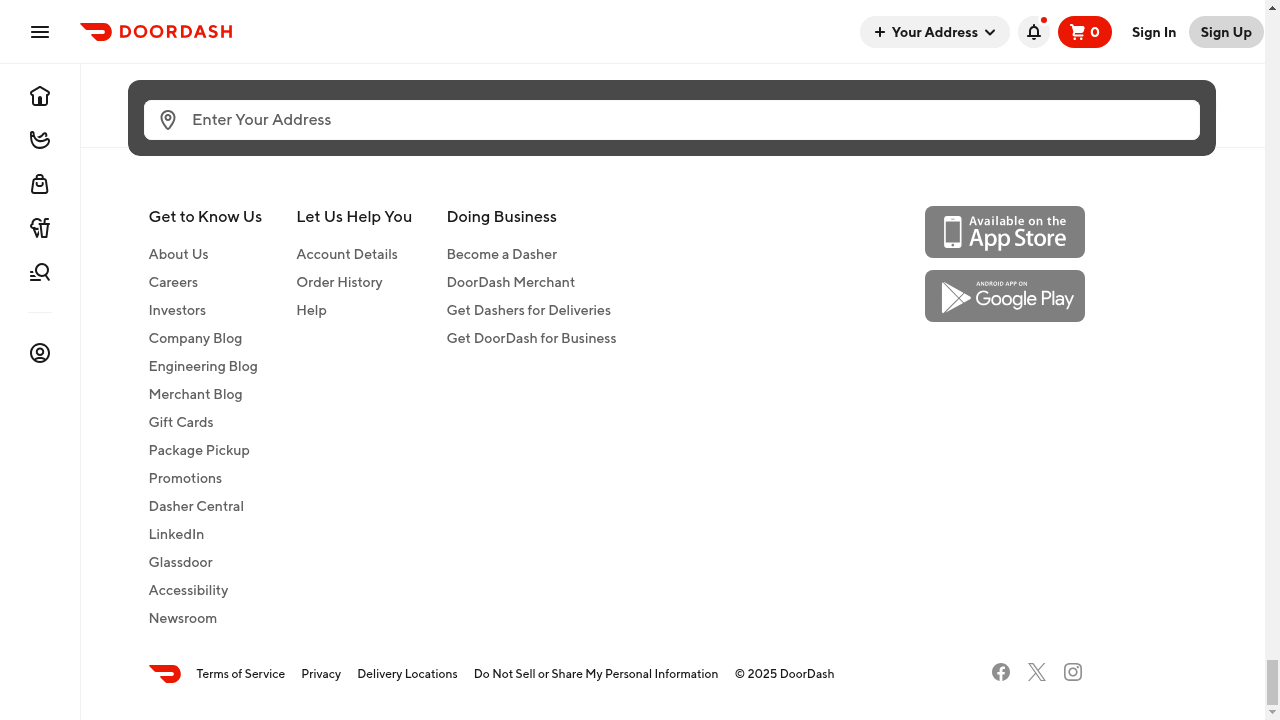 DOORDASH
Your Address
0
Sign In
Sign Up
Enter Your Address
Get to Know Us
About Us
Careers
Investors
Company Blog
Engineering Blog
Merchant Blog
Gift Cards
Package Pickup
Promotions
Dasher Central
LinkedIn
Glassdoor
Accessibility
Newsroom
Let Us Help You
Account Details
Order History
Help
Doing Business
Become a Dasher
DoorDash Merchant
Get Dashers for Deliveries
Get DoorDash for Business
Available on the
App Store
ANDROID APP ON
Google Play
Terms of Service
Privacy
Delivery Locations
Do Not Sell or Share My Personal Information
© 2025 DoorDash